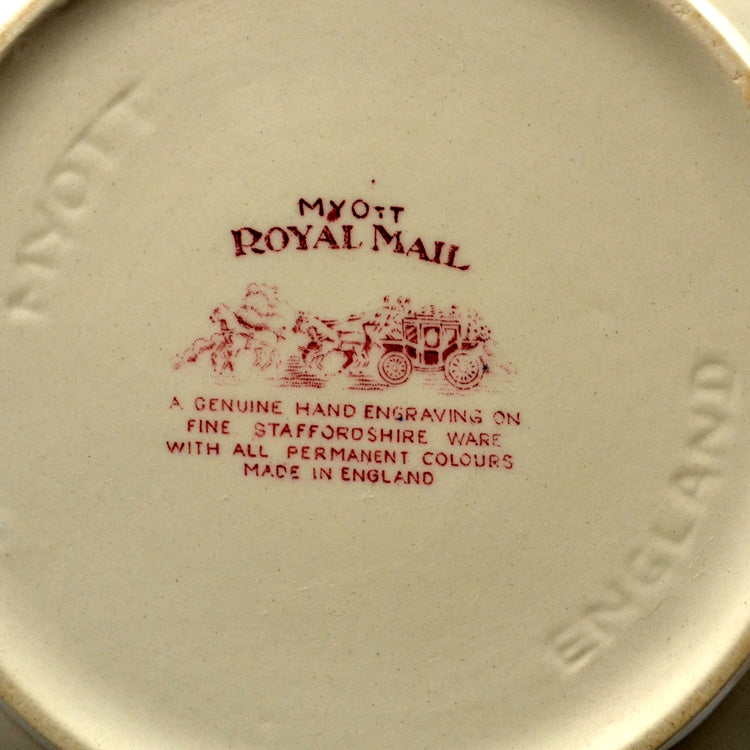 MYOTT
ROYAL MAIL
A GENUINE HAND ENGRAVING ON
FINE STAFFORDSHIRE WARE
WITH ALL PERMANENT COLOURS
MADE IN ENGLAND
MYOTT
ENGLAND